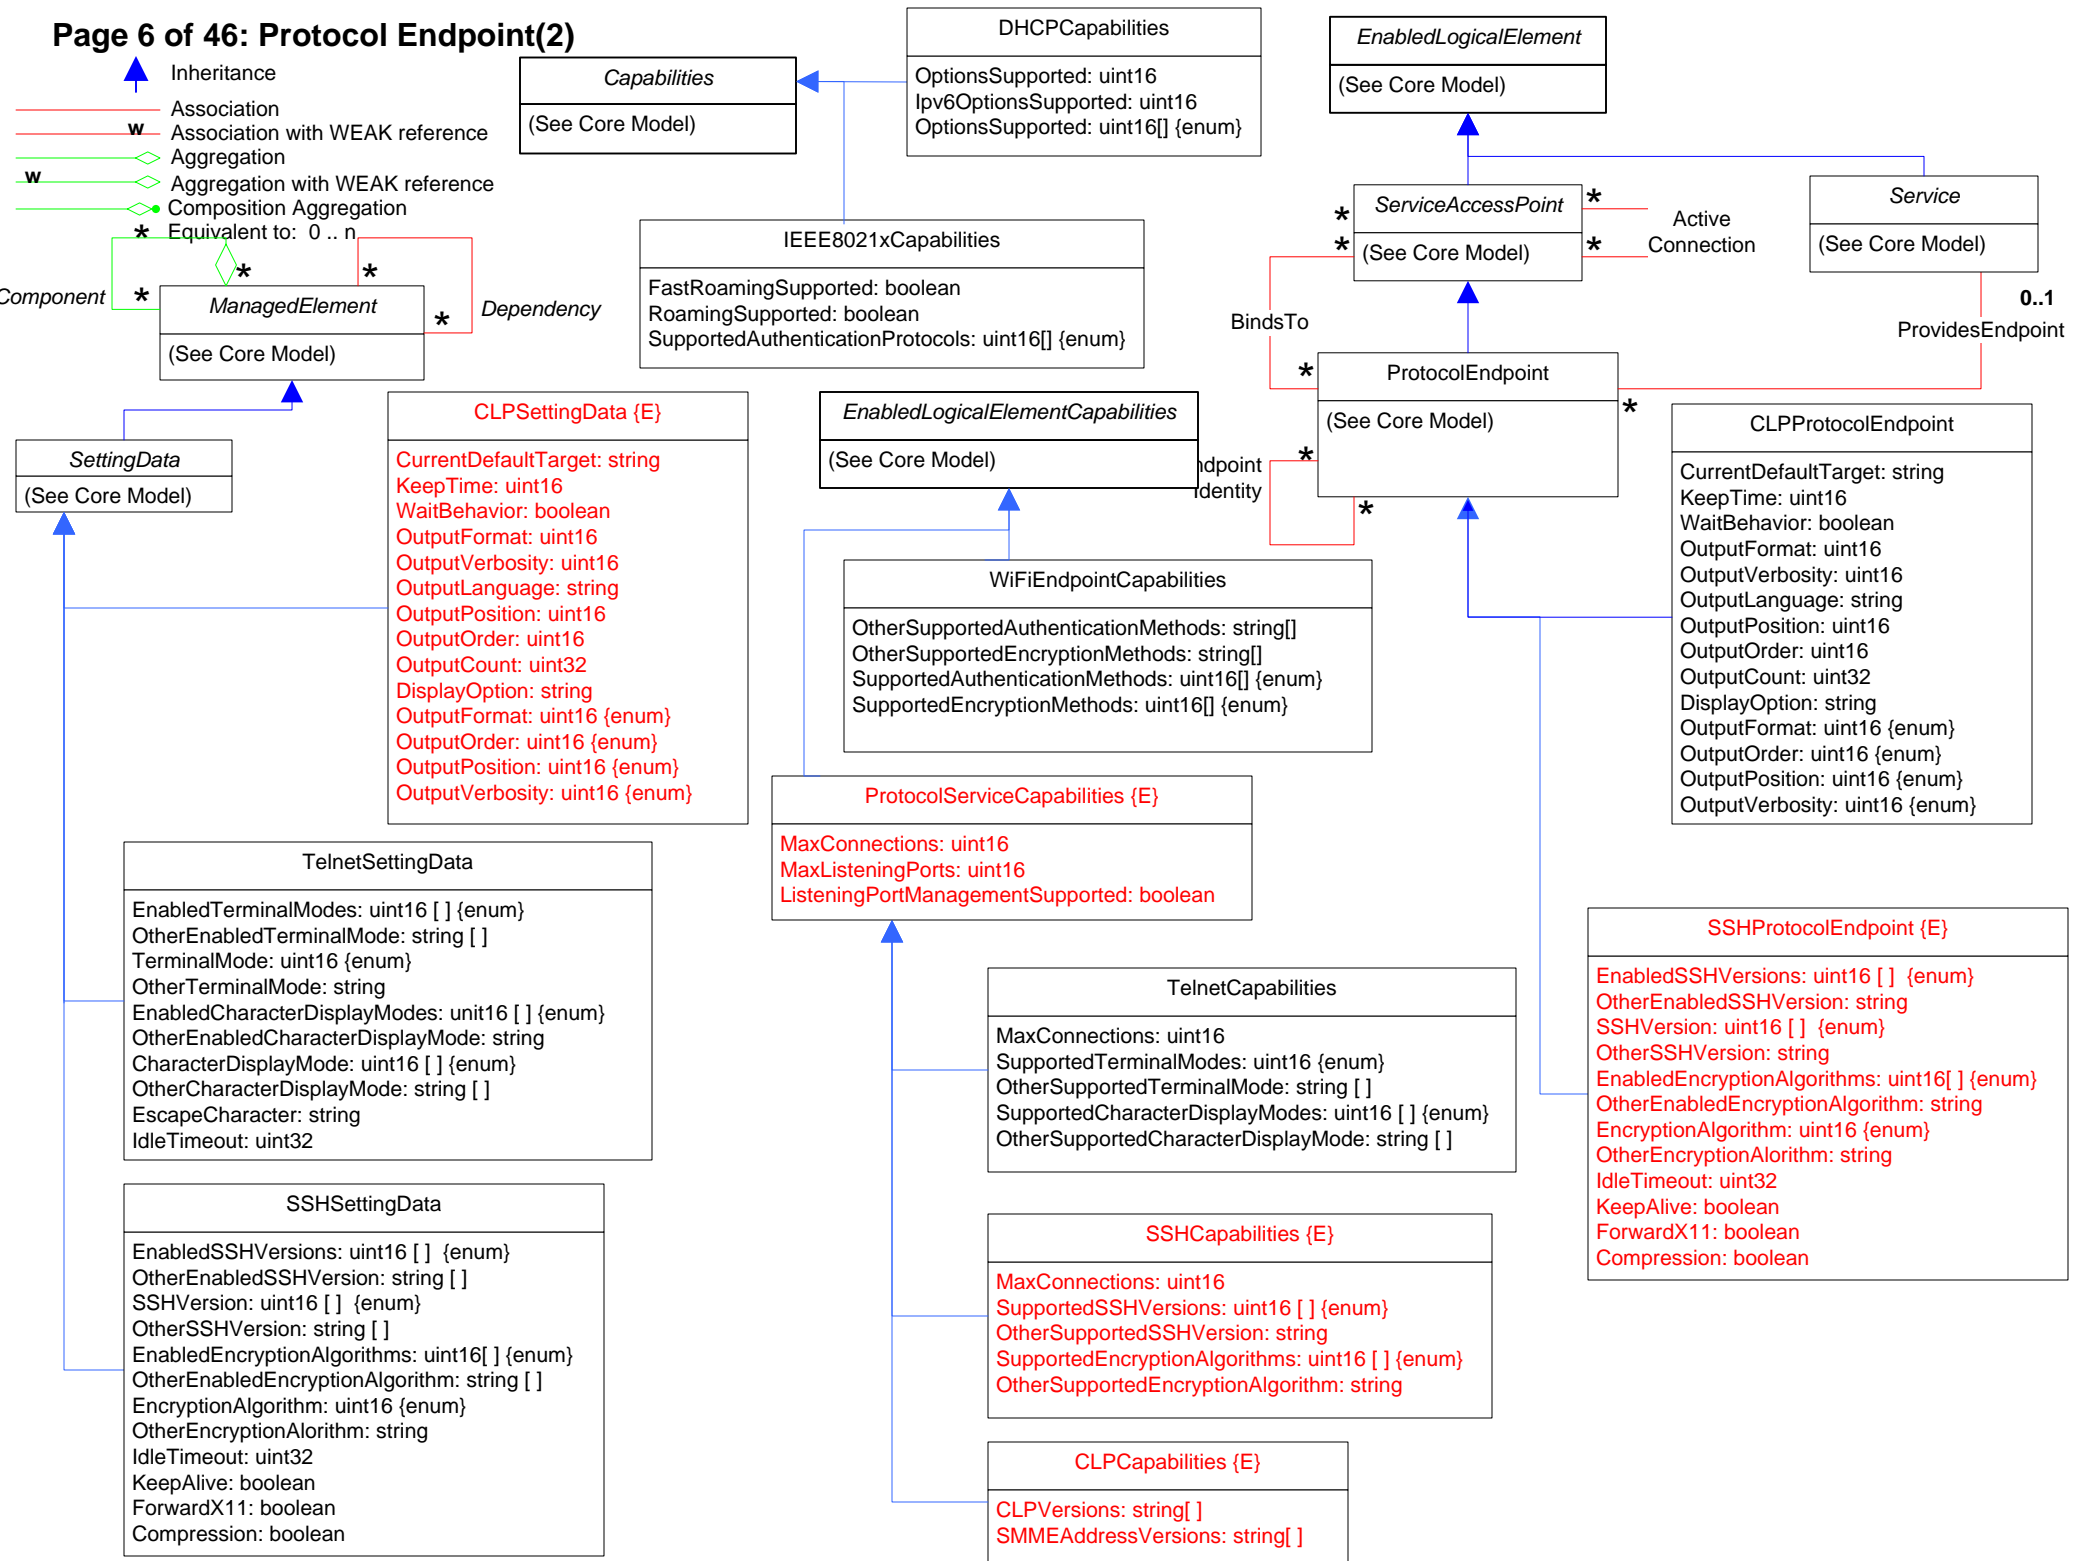 Page 6 of 46: Protocol Endpoint(2)
Inheritance
Association
w
Association with WEAK reference
Aggregation
w
Aggregation with WEAK reference
Composition Aggregation
*
Equivalent to: 0 .. n
Component
*
*
*
*
Dependency
ManagedElement
(See Core Model)
SettingData
(See Core Model)
Capabilities
(See Core Model)
DHCPCapabilities
OptionsSupported: uint16
Ipv6OptionsSupported: uint16
OptionsSupported: uint16[] {enum}
IEEE8021xCapabilities
FastRoamingSupported: boolean
RoamingSupported: boolean
SupportedAuthenticationProtocols: uint16[] {enum}
EnabledLogicalElement
(See Core Model)
ServiceAccessPoint
(See Core Model)
*
*
*
*
Active
Connection
Service
(See Core Model)
0..1
ProvidesEndpoint
BindsTo
*
ProtocolEndpoint
(See Core Model)
*
*
*
ndpoint
Identity
CLPSettingData {E}
CurrentDefaultTarget: string
KeepTime: uint16
WaitBehavior: boolean
OutputFormat: uint16
OutputVerbosity: uint16
OutputLanguage: string
OutputPosition: uint16
OutputOrder: uint16
OutputCount: uint32
DisplayOption: string
OutputFormat: uint16 {enum}
OutputOrder: uint16 {enum}
OutputPosition: uint16 {enum}
OutputVerbosity: uint16 {enum}
EnabledLogicalElementCapabilities
(See Core Model)
WiFiEndpointCapabilities
OtherSupportedAuthenticationMethods: string[]
OtherSupportedEncryptionMethods: string[]
SupportedAuthenticationMethods: uint16[] {enum}
SupportedEncryptionMethods: uint16[] {enum}
CLPProtocolEndpoint
CurrentDefaultTarget: string
KeepTime: uint16
WaitBehavior: boolean
OutputFormat: uint16
OutputVerbosity: uint16
OutputLanguage: string
OutputPosition: uint16
OutputOrder: uint16
OutputCount: uint32
DisplayOption: string
OutputFormat: uint16 {enum}
OutputOrder: uint16 {enum}
OutputPosition: uint16 {enum}
OutputVerbosity: uint16 {enum}
ProtocolServiceCapabilities {E}
MaxConnections: uint16
MaxListeningPorts: uint16
ListeningPortManagementSupported: boolean
TelnetSettingData
EnabledTerminalModes: uint16 [ ] {enum}
OtherEnabledTerminalMode: string [ ]
TerminalMode: uint16 {enum}
OtherTerminalMode: string
EnabledCharacterDisplayModes: unit16 [ ] {enum}
OtherEnabledCharacterDisplayMode: string
CharacterDisplayMode: uint16 [ ] {enum}
OtherCharacterDisplayMode: string [ ]
EscapeCharacter: string
IdleTimeout: uint32
TelnetCapabilities
MaxConnections: uint16
SupportedTerminalModes: uint16 {enum}
OtherSupportedTerminalMode: string [ ]
SupportedCharacterDisplayModes: uint16 [ ] {enum}
OtherSupportedCharacterDisplayMode: string [ ]
SSHProtocolEndpoint {E}
EnabledSSHVersions: uint16 [ ]  {enum}
OtherEnabledSSHVersion: string
SSHVersion: uint16 [ ]  {enum}
OtherSSHVersion: string
EnabledEncryptionAlgorithms: uint16[ ] {enum}
OtherEnabledEncryptionAlgorithm: string
EncryptionAlgorithm: uint16 {enum}
OtherEncryptionAlorithm: string
IdleTimeout: uint32
KeepAlive: boolean
ForwardX11: boolean
Compression: boolean
SSHSettingData
EnabledSSHVersions: uint16 [ ]  {enum}
OtherEnabledSSHVersion: string [ ]
SSHVersion: uint16 [ ]  {enum}
OtherSSHVersion: string [ ]
EnabledEncryptionAlgorithms: uint16[ ] {enum}
OtherEnabledEncryptionAlgorithm: string [ ]
EncryptionAlgorithm: uint16 {enum}
OtherEncryptionAlorithm: string
IdleTimeout: uint32
KeepAlive: boolean
ForwardX11: boolean
Compression: boolean
SSHCapabilities {E}
MaxConnections: uint16
SupportedSSHVersions: uint16 [ ] {enum}
OtherSupportedSSHVersion: string
SupportedEncryptionAlgorithms: uint16 [ ] {enum}
OtherSupportedEncryptionAlgorithm: string
CLPCapabilities {E}
CLPVersions: string[ ]
SMMEAddressVersions: string[ ]